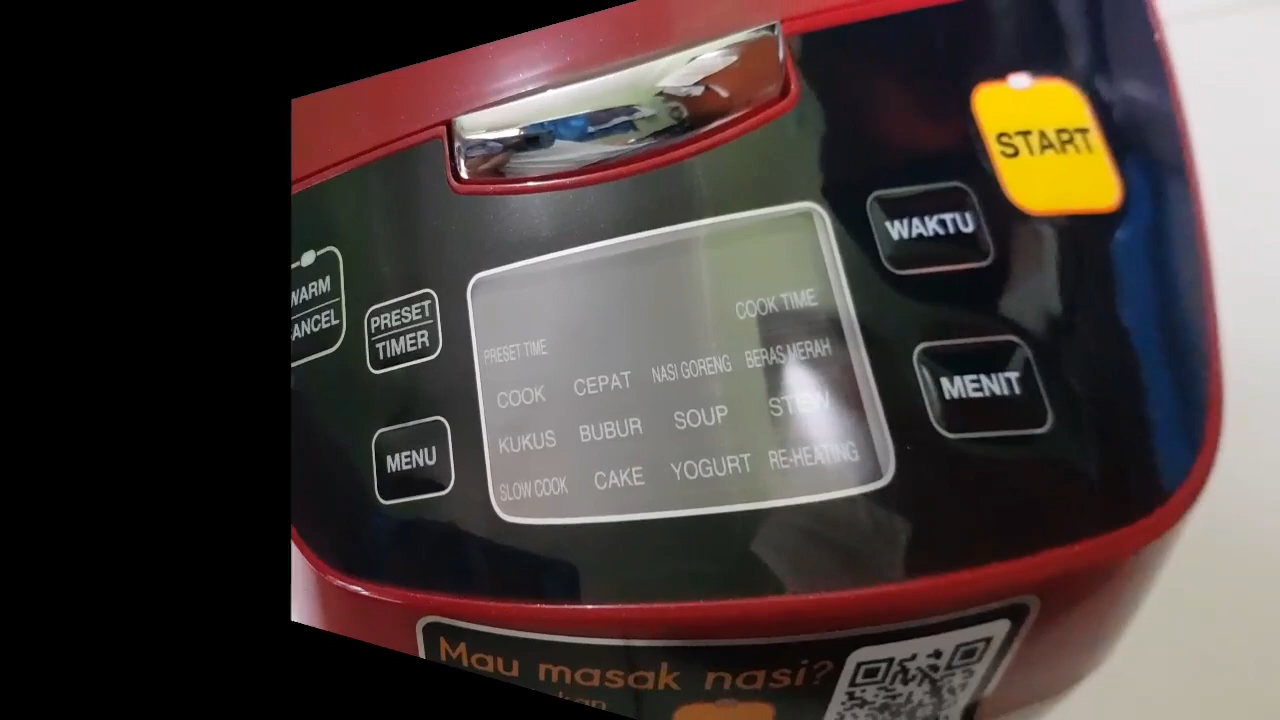 START
WAKTU
MENIT
WARM
ANCEL
PRESET
TIMER
MENU
COOK TIME
PRESET TIME
COOK CEPAT NASI GORENG BERAS MERAH
KUKUS BUBUR SOUP STEW
SLOW COOK CAKE YOGURT RE-HEATING
Mau masak nasi?